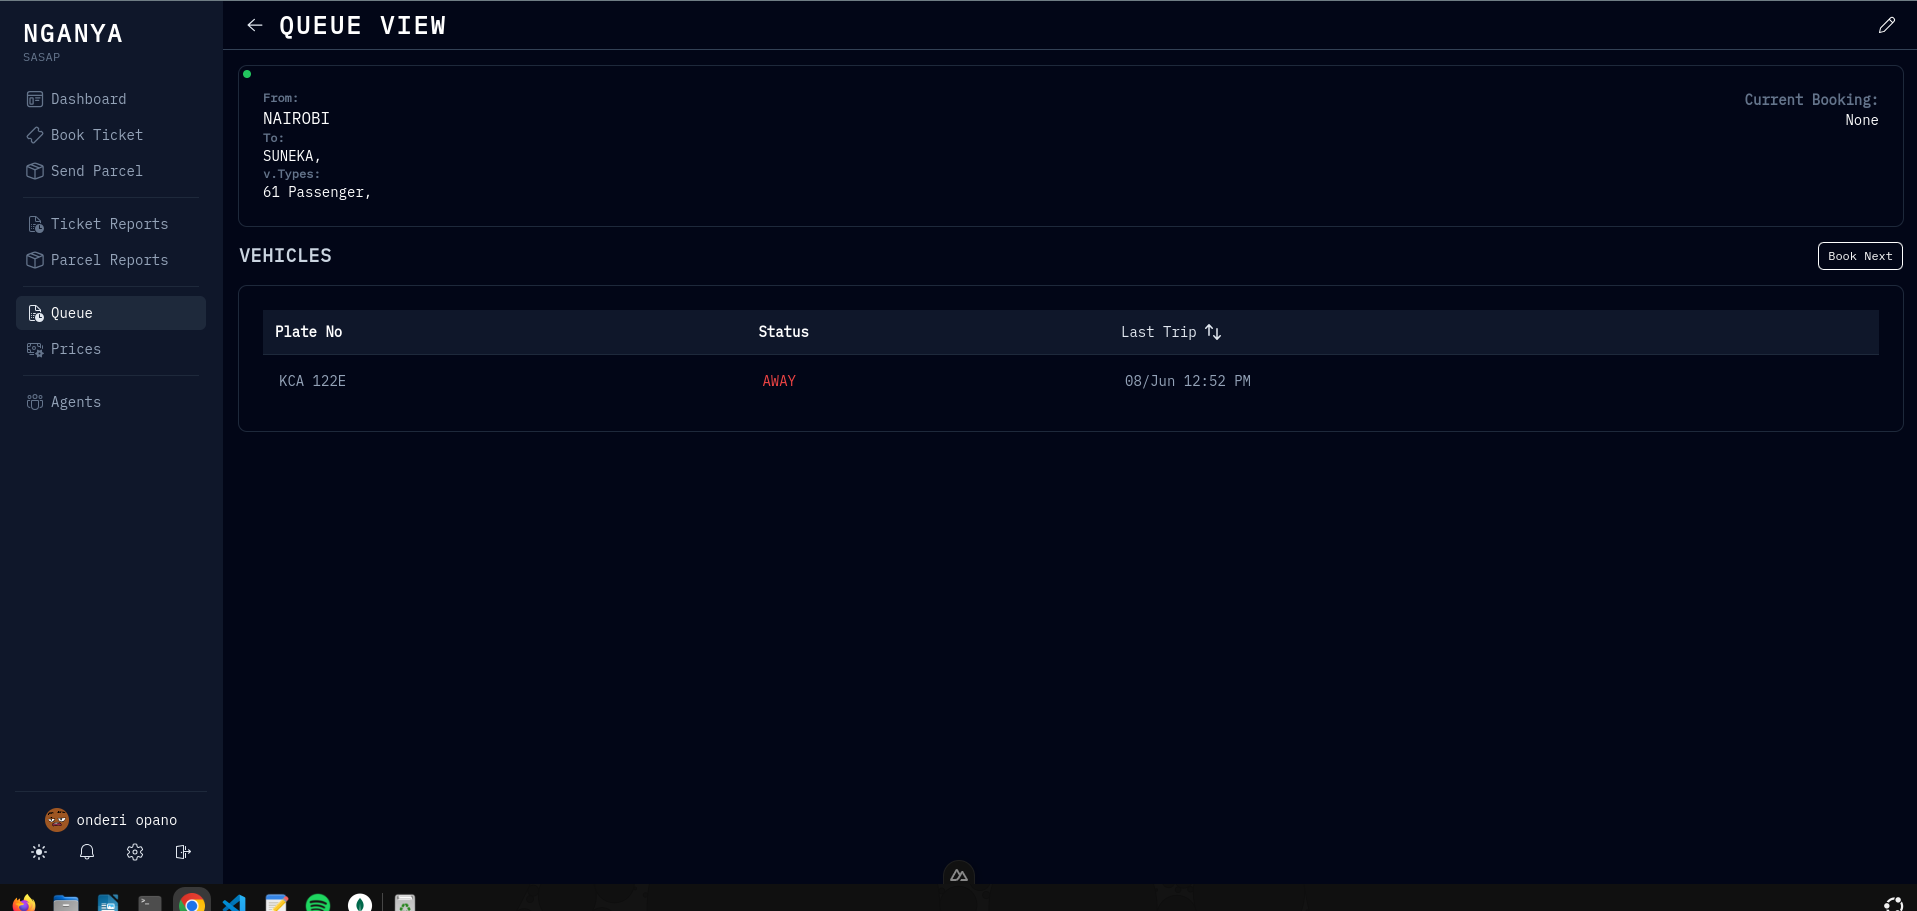 NGANYA
SASAP
Dashboard
Book Ticket
Send Parcel
Ticket Reports
Parcel Reports
Queue
Prices
Agents
onderi opano
QUEUE VIEW
From:
NAIROBI
To:
SUNEKA,
v.Types:
61 Passenger,
Current Booking:
None
VEHICLES
Book Next
Plate No Status Last Trip
KCA 122E AWAY 08/Jun 12:52 PM